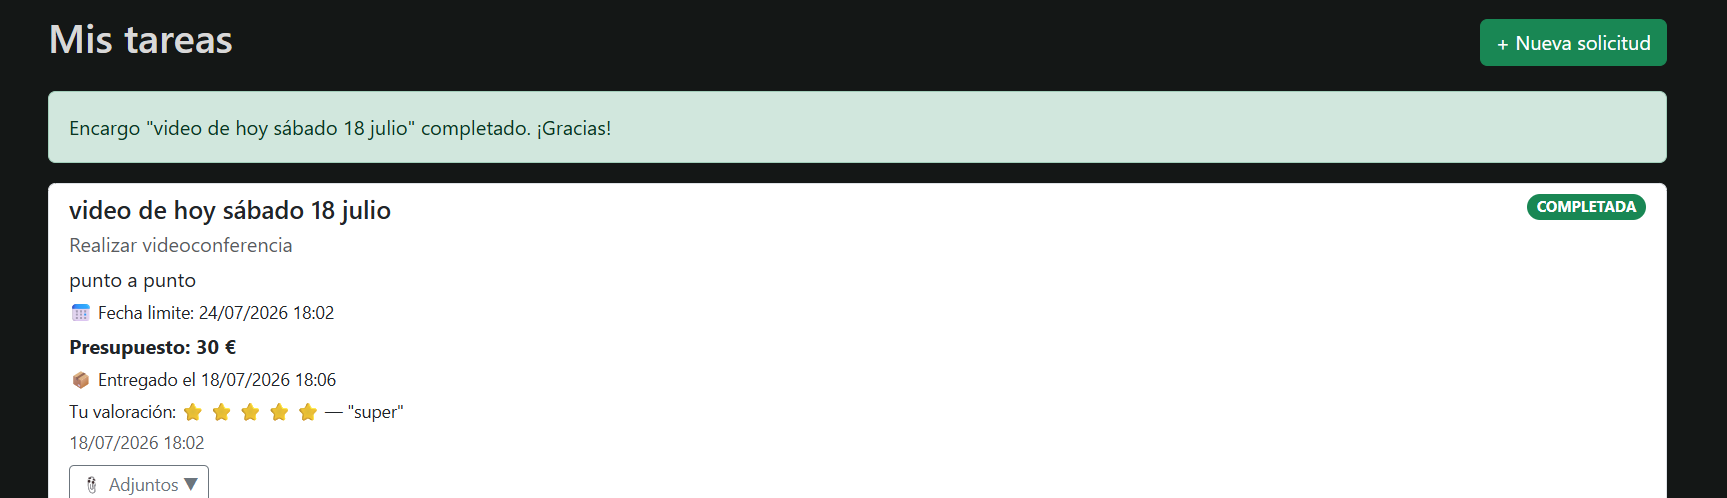 Mis tareas
+ Nueva solicitud
Encargo "video de hoy sábado 18 julio" completado. ¡Gracias!
video de hoy sábado 18 julio
COMPLETADA
Realizar videoconferencia
punto a punto
Fecha limite: 24/07/2026 18:02
Presupuesto: 30 €
Entregado el 18/07/2026 18:06
Tu valoración: ⭐ ⭐ ⭐ ⭐ ⭐ — "super"
18/07/2026 18:02
Adjuntos ▼